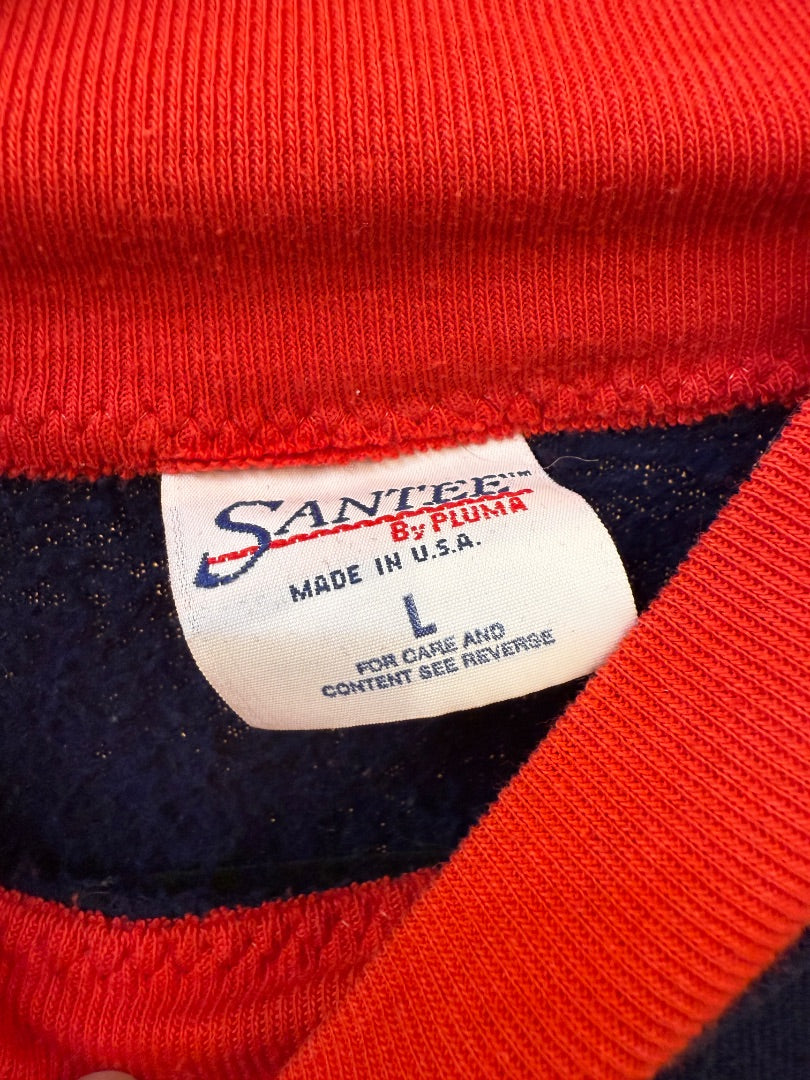 SANTEE™
By PLUMA
MADE IN U.S.A.
L
FOR CARE AND
CONTENT SEE REVERSE